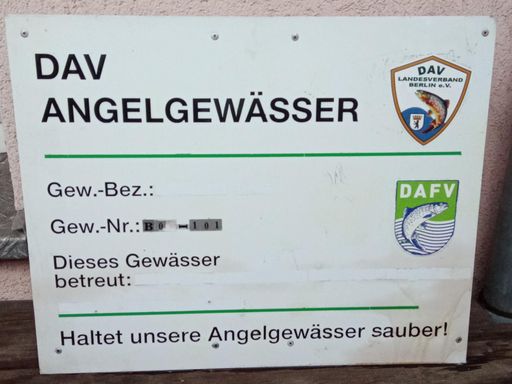 DAV
ANGELGEWÄSSER
DAV
LANDESVERBAND
BERLIN e.V.
Gew.-Bez.:
DAFV
Gew.-Nr.:
Dieses Gewässer
betreut:
Haltet unsere Angelgewässer sauber!